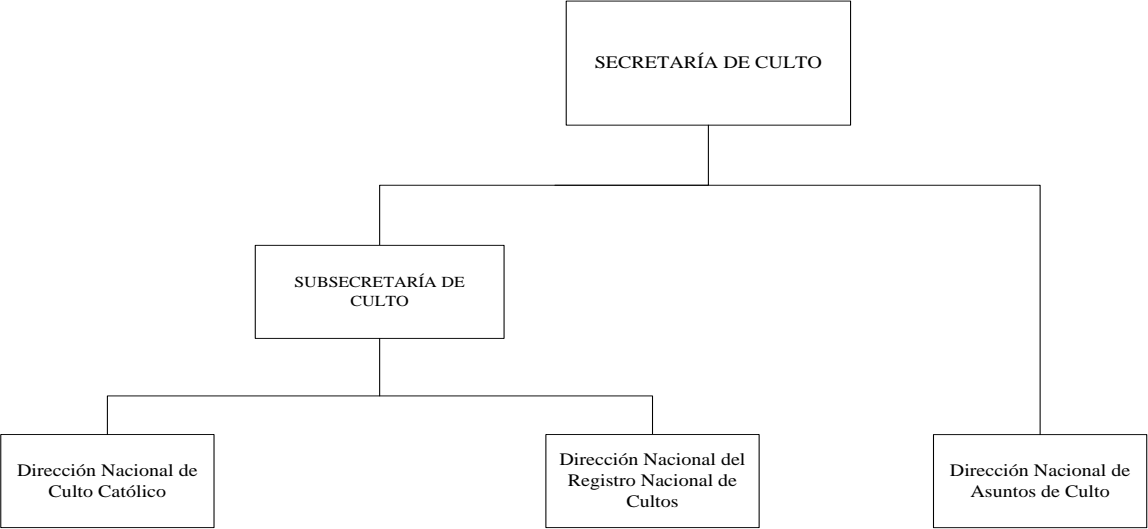 SECRETARÍA DE CULTO
SUBSECRETARÍA DE
CULTO
Dirección Nacional de
Culto Católico
Dirección Nacional del
Registro Nacional de
Cultos
Dirección Nacional de
Asuntos de Culto